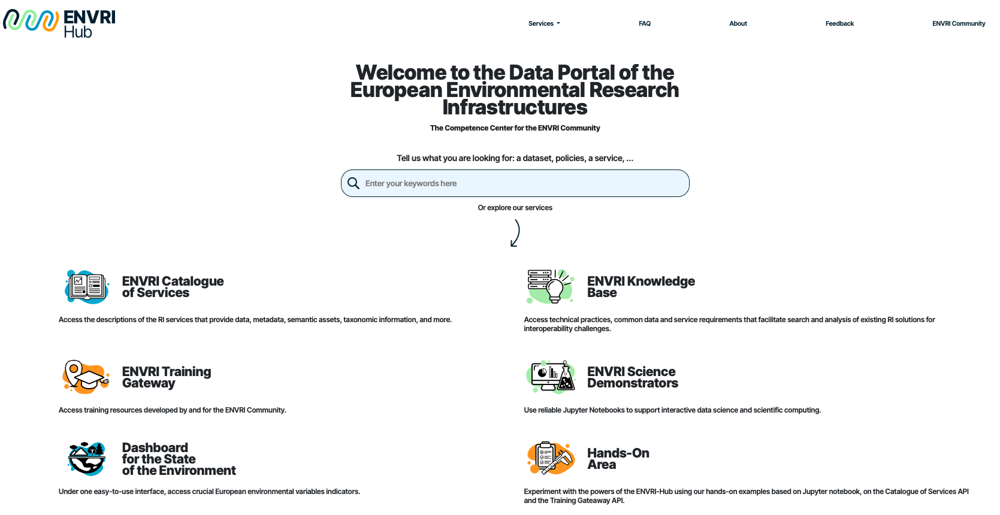 ENVRI
Hub
Services
FAQ
About
Feedback
ENVRI Community
Welcome to the Data Portal of the
European Environmental Research
Infrastructures
The Competence Center for the ENVRI Community
Tell us what you are looking for: a dataset, policies, a service, ...
Enter your keywords here
Or explore our services
ENVRI Catalogue
of Services
Access the descriptions of the RI services that provide data, metadata, semantic assets, taxonomic information, and more.
ENVRI Knowledge
Base
Access technical practices, common data and service requirements that facilitate search and analysis of existing RI solutions for
interoperability challenges.
ENVRI Training
Gateway
Access training resources developed by and for the ENVRI Community.
ENVRI Science
Demonstrators
Use reliable Jupyter Notebooks to support interactive data science and scientific computing.
Dashboard
for the State
of the Environment
Under one easy-to-use interface, access crucial European environmental variables indicators.
Hands-On
Area
Experiment with the powers of the ENVRI-Hub using our hands-on examples based on Jupyter notebook, on the Catalogue of Services API
and the Training Gateaway API.